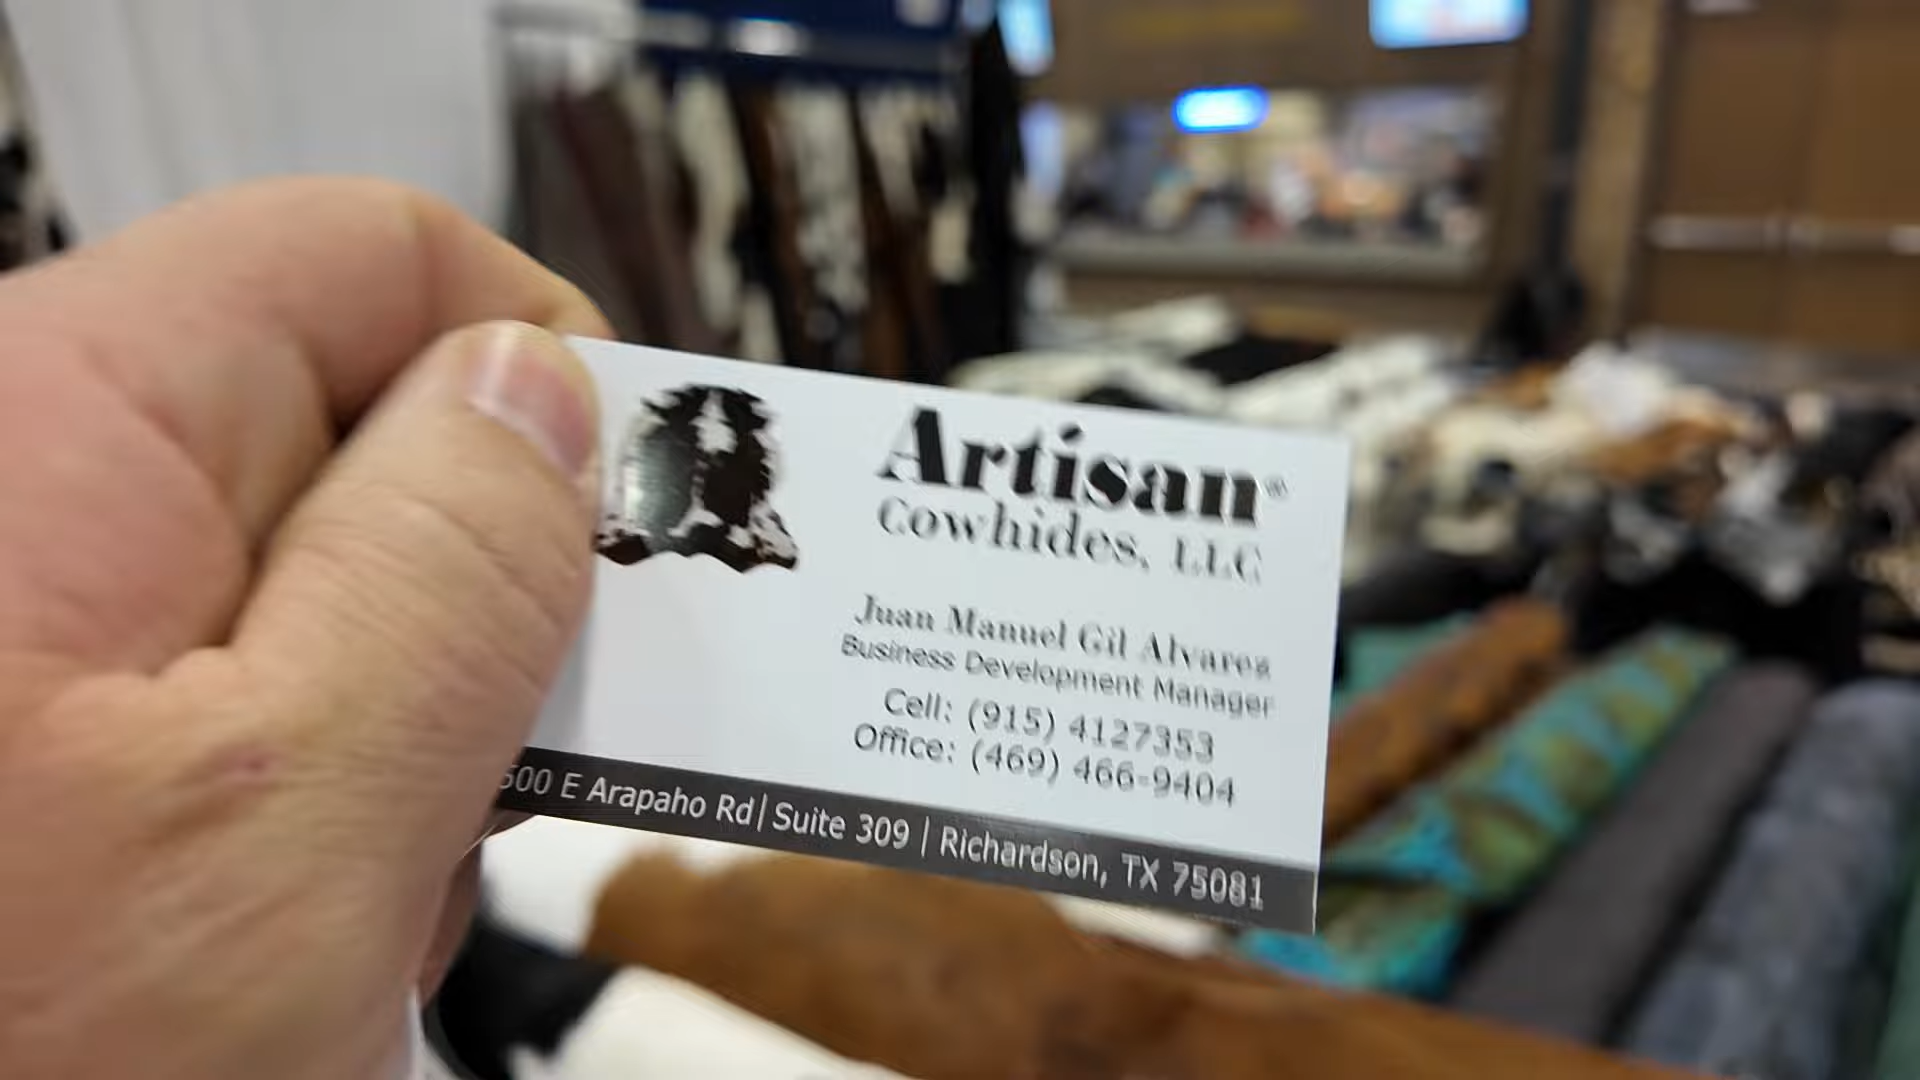 Artisan®
Cowhides, LLC
Juan Manuel Gil Alvarez
Business Development Manager
Cell: (915) 4127353
Office: (469) 466-9404
500 E Arapaho Rd | Suite 309 | Richardson, TX 75081